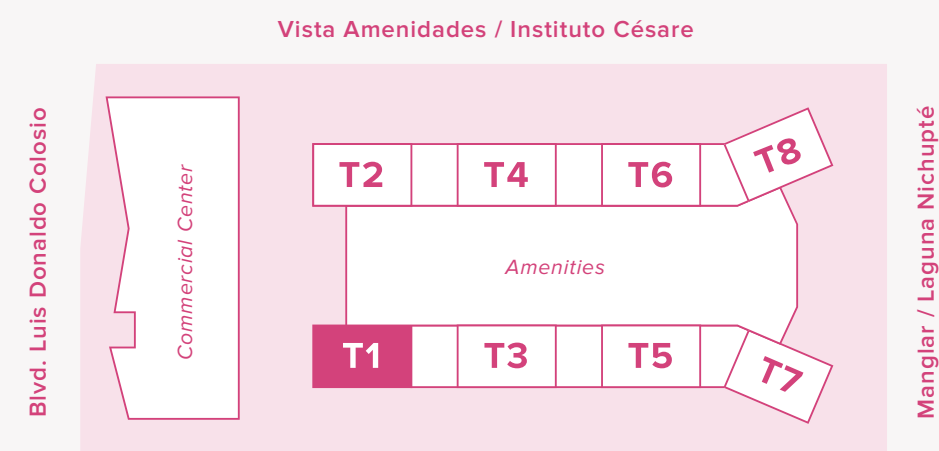 Vista Amenidades / Instituto Césare
Blvd. Luis Donaldo Colosio
Commercial Center
T2
T4
T6
T8
Amenities
T1
T3
T5
T7
Manglar / Laguna Nichupté